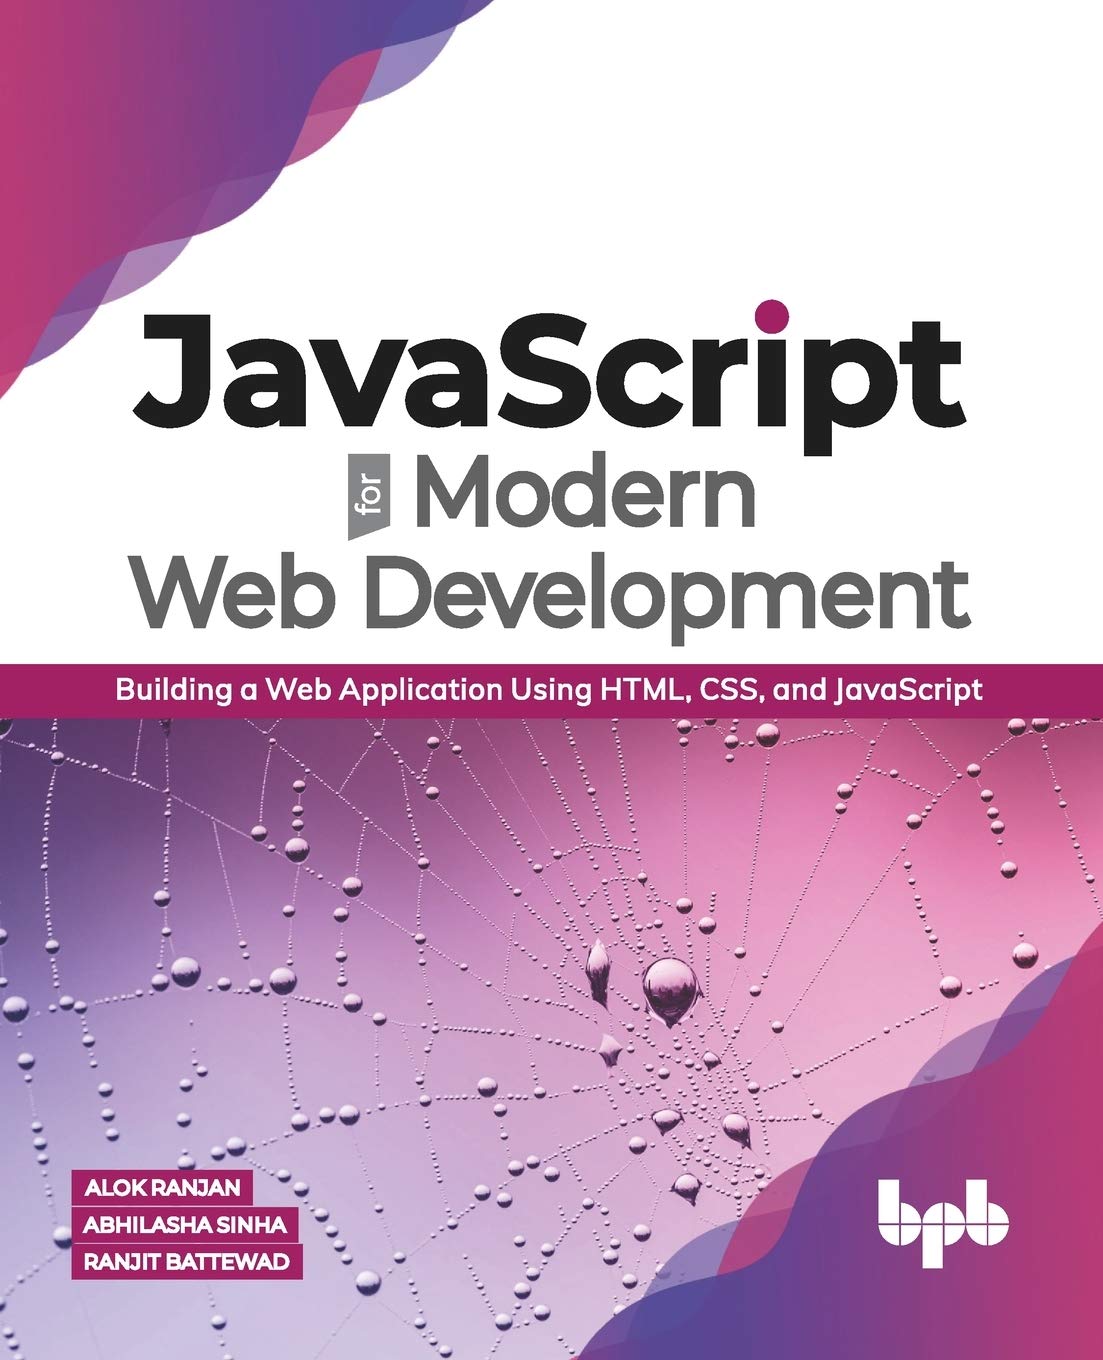 JavaScript
for Modern
Web Development
Building a Web Application Using HTML, CSS, and JavaScript
ALOK RANJAN
ABHILASHA SINHA
RANJIT BATTEWAD
bpb